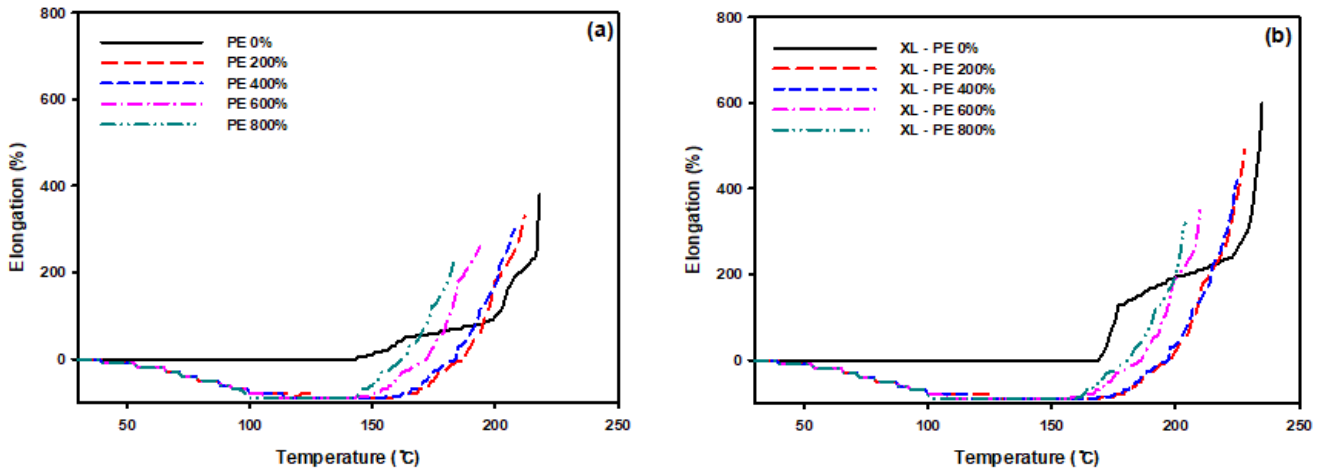 800
600
400
200
0
Elongation (%)
PE 0%
PE 200%
PE 400%
PE 600%
PE 800%
(a)
50
100
150
200
250
Temperature (℃)
800
600
400
200
0
Elongation (%)
XL - PE 0%
XL - PE 200%
XL - PE 400%
XL - PE 600%
XL - PE 800%
(b)
50
100
150
200
250
Temperature (℃)